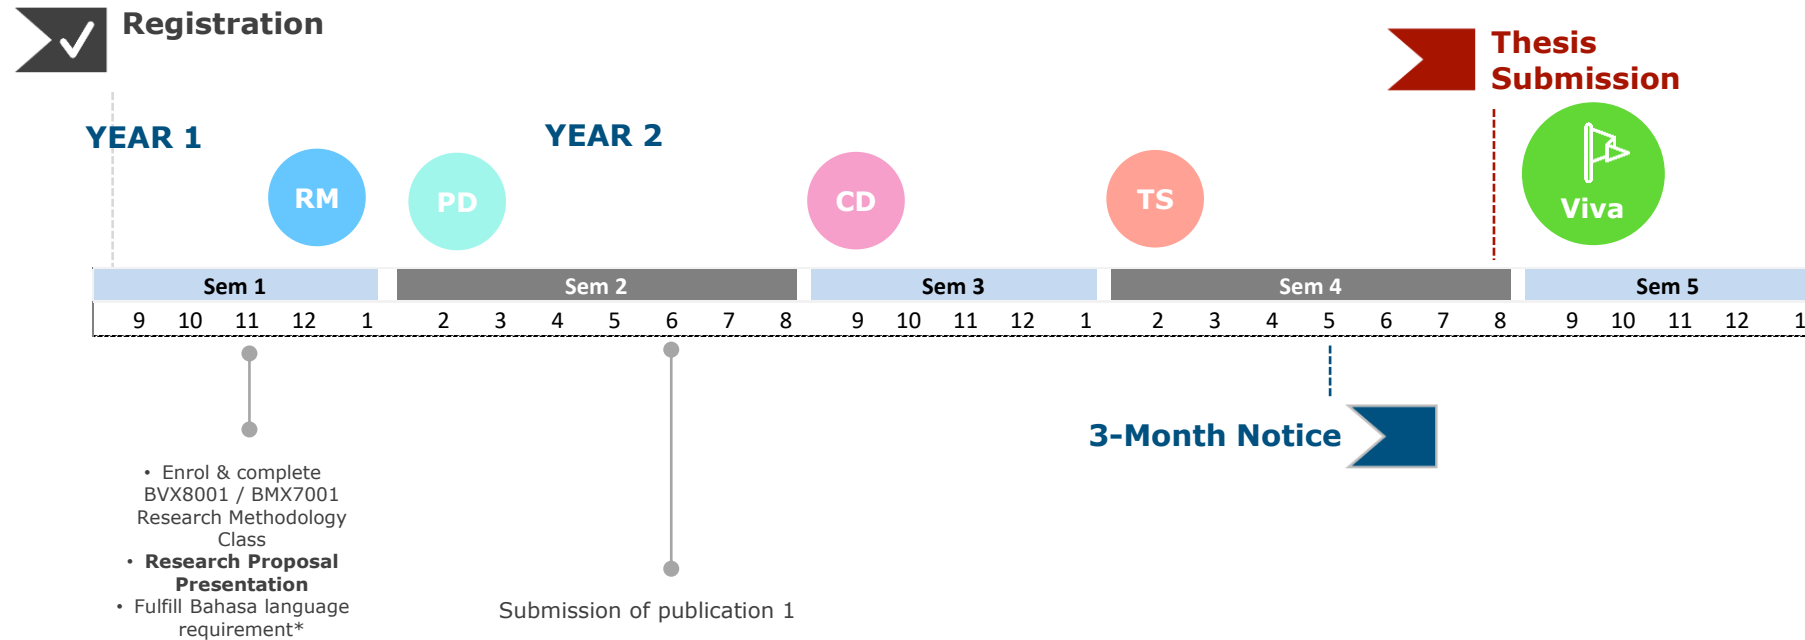 Registration
Thesis
Submission
YEAR 1
YEAR 2
RM
PD
CD
TS
Viva
Sem 1
Sem 2
Sem 3
Sem 4
Sem 5
9 10 11 12 1 2 3 4 5 6 7 8 9 10 11 12 1 2 3 4 5 6 7 8 9 10 11 12 1
3-Month Notice
• Enrol & complete
BVX8001 / BMX7001
Research Methodology
Class
• Research Proposal
Presentation
• Fulfill Bahasa language
requirement*
Submission of publication 1